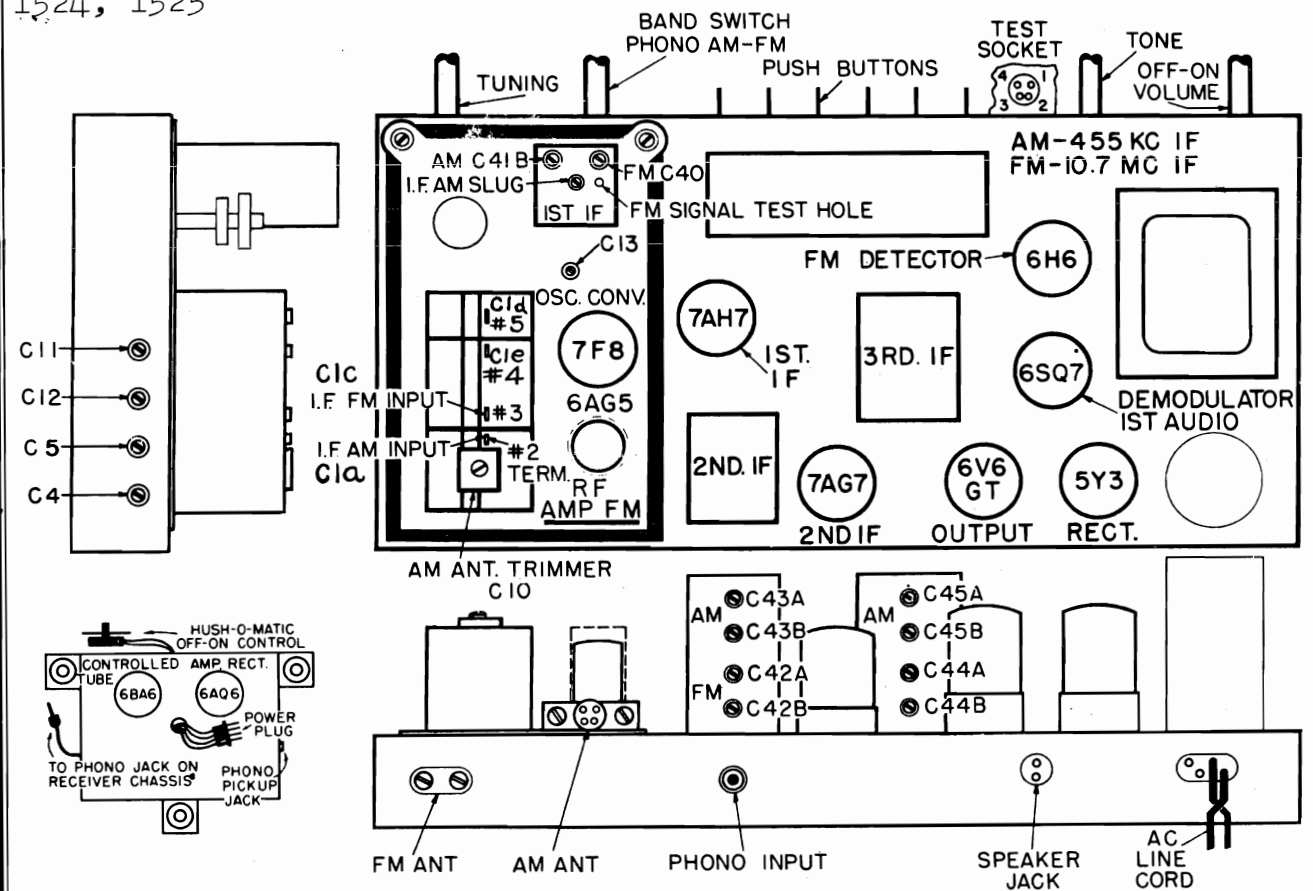 1524, 1525
BAND SWITCH
PHONO AM-FM
TUNING
PUSH BUTTONS
TEST
SOCKET
4 1
3 2
TONE
OFF-ON
VOLUME
AM-455 KC IF
FM-10.7 MC IF
AM C41B
FM C40
I.F. AM SLUG
1ST IF
FM SIGNAL TEST HOLE
C13
OSC. CONV.
C1d
#5
7F8
C1e
#4
6AG5
C1c
I.F. FM INPUT
#3
I.F. AM INPUT
#2
C1a
TERM.
RF
AMP FM
AM ANT. TRIMMER
C10
C11
C12
C5
C4
FM DETECTOR
6H6
7AH7
1ST.
IF
3RD. IF
6SQ7
DEMODULATOR
1ST AUDIO
2ND. IF
7AG7
2ND IF
6V6
GT
OUTPUT
5Y3
RECT.
HUSH-O-MATIC
OFF-ON CONTROL
CONTROLLED
TUBE
AMP. RECT.
6BA6
6AQ6
POWER
PLUG
TO PHONO JACK ON
RECEIVER CHASSIS
PHONO
PICKUP
JACK
AM
C43A
C43B
FM
C42A
C42B
AM
C45A
C45B
C44A
C44B
FM ANT
AM ANT
PHONO INPUT
SPEAKER
JACK
AC
LINE
CORD